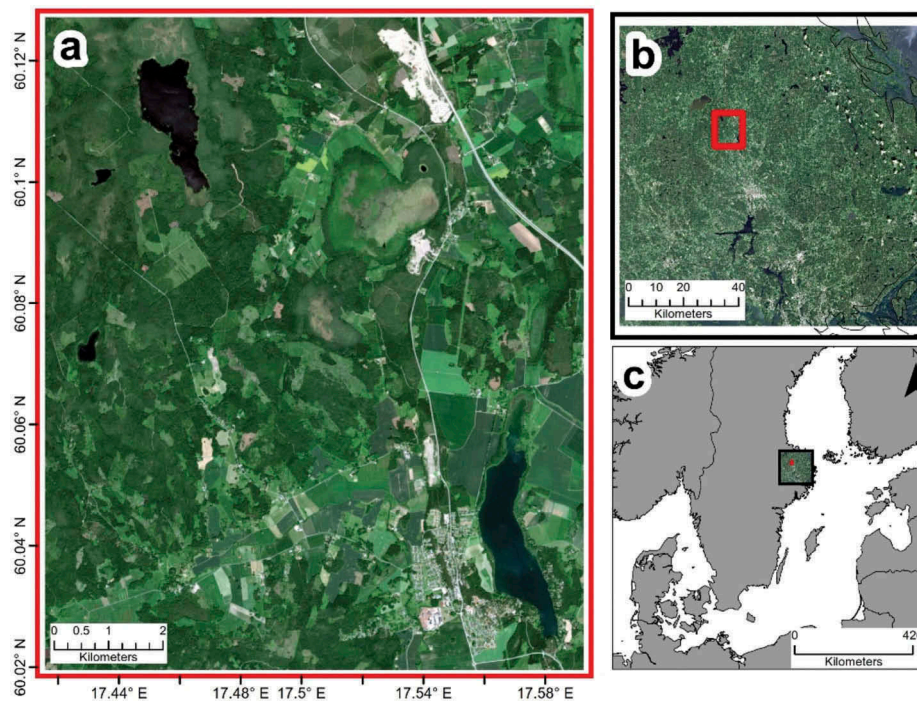 a
60.12° N
60.1° N
60.08° N
60.06° N
60.04° N
60.02° N
0 0.5 1 2
Kilometers
17.44° E 17.48° E 17.5° E 17.54° E 17.58° E
b
0 10 20 40
Kilometers
c
0 420
Kilometers